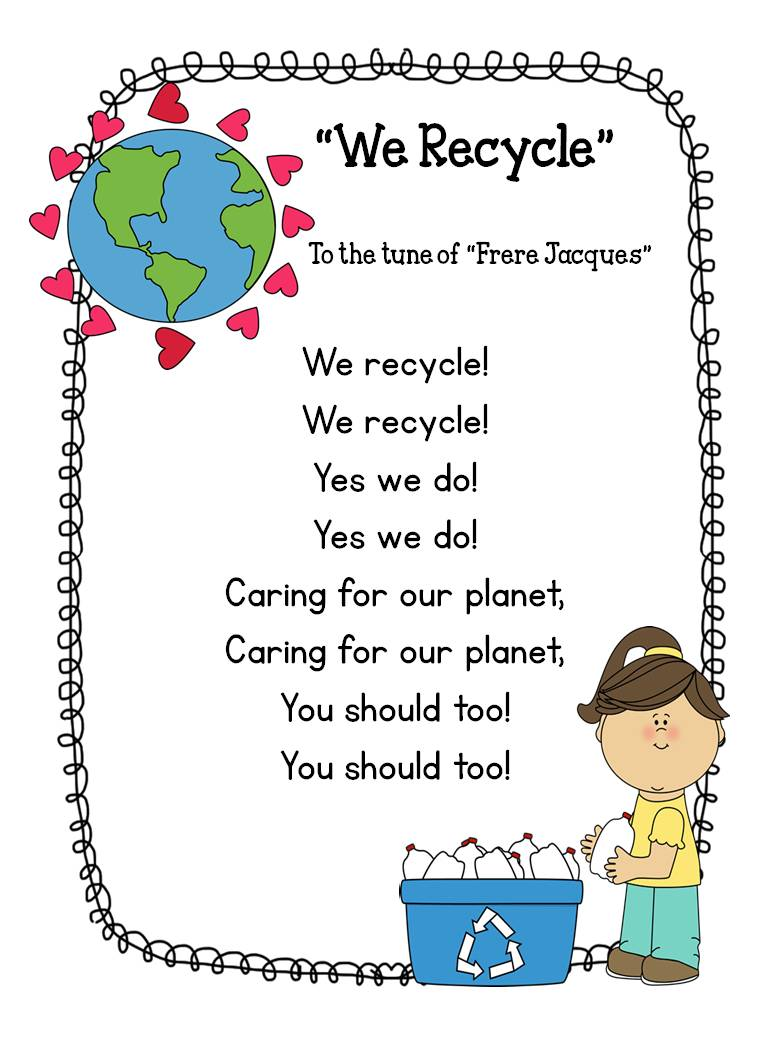 “We Recycle”
To the tune of “Frere Jacques”
We recycle!
We recycle!
Yes we do!
Yes we do!
Caring for our planet,
Caring for our planet,
You should too!
You should too!